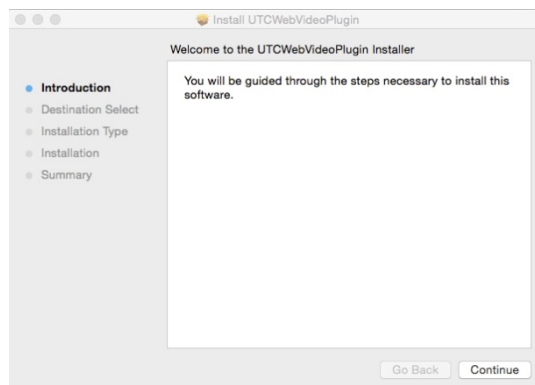 Install UTCWebVideoPlugin
Welcome to the UTCWebVideoPlugin Installer
Introduction
Destination Select
Installation Type
Installation
Summary
You will be guided through the steps necessary to install this
software.
Go Back
Continue